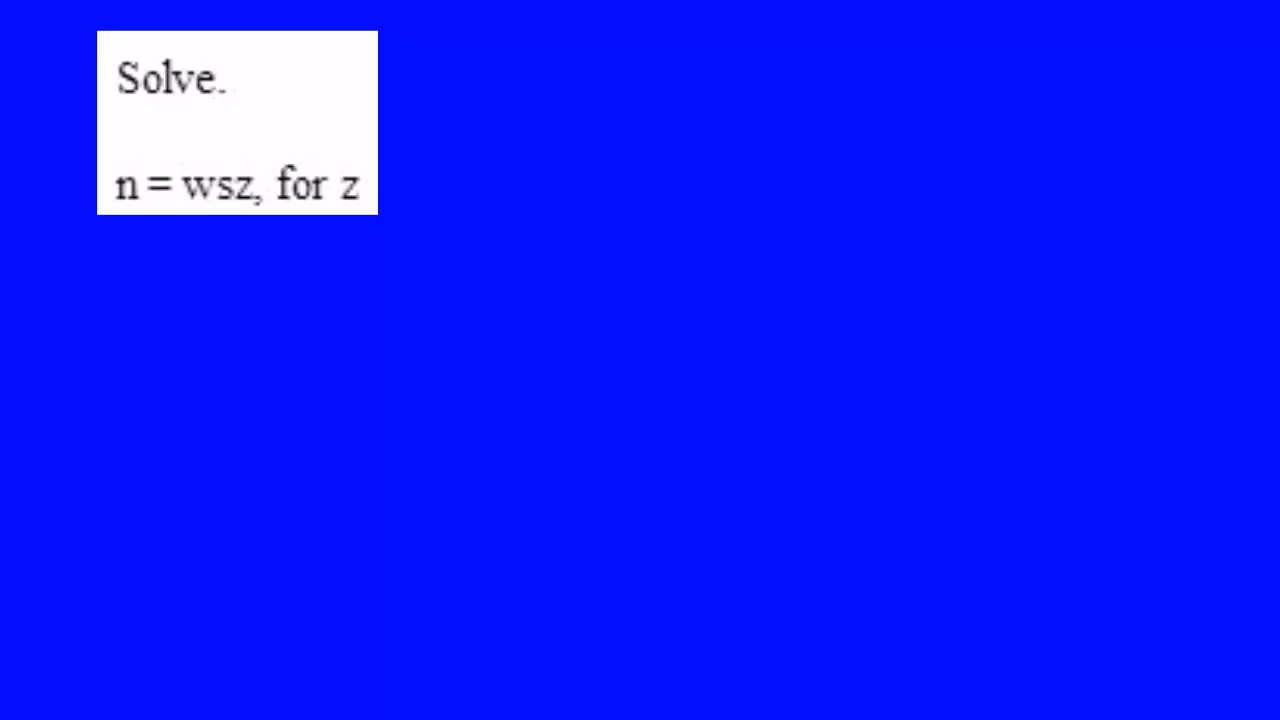 Solve.
n = wsz, for z